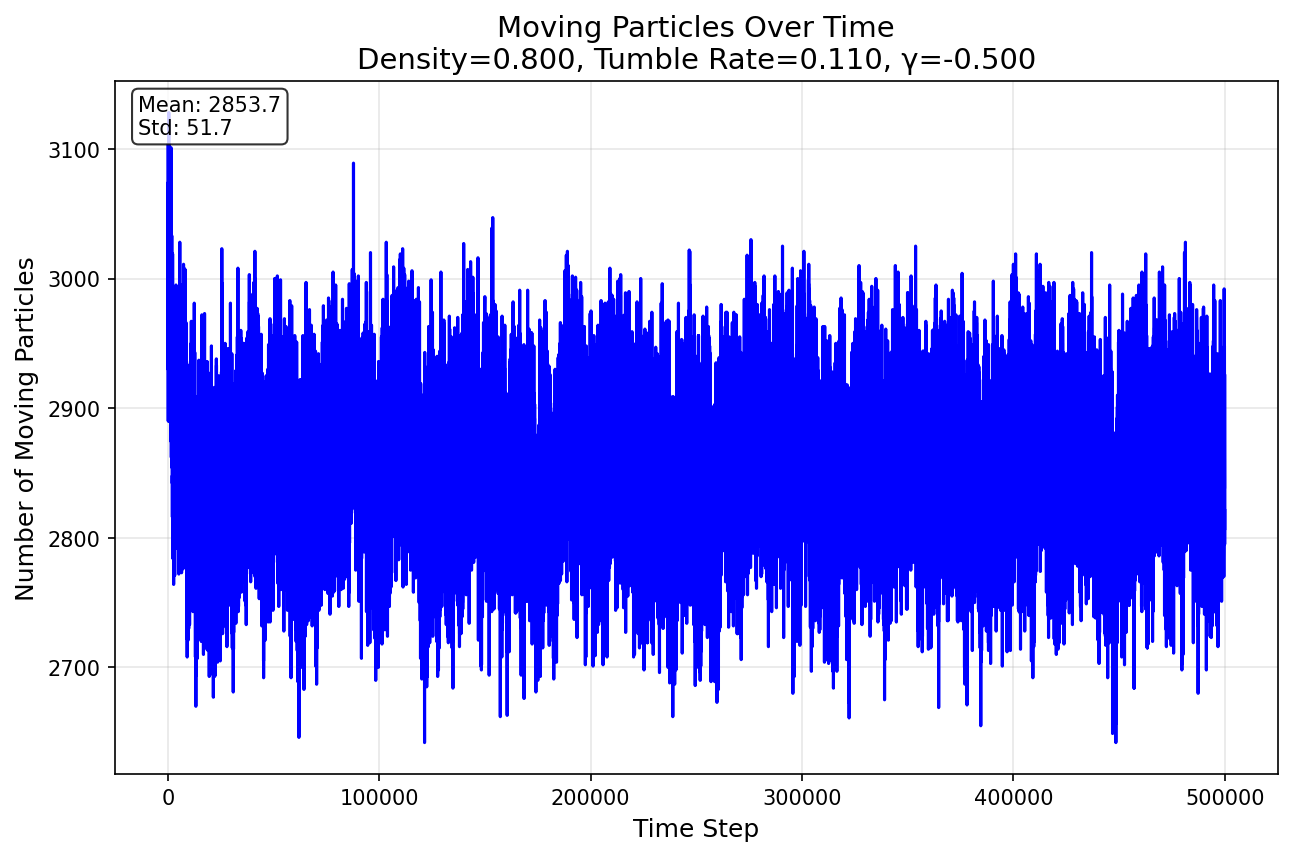 Moving Particles Over Time
Density=0.800, Tumble Rate=0.110, γ=-0.500
Mean: 2853.7
Std: 51.7
Number of Moving Particles
3100
3000
2900
2800
2700
0 100000 200000 300000 400000 500000
Time Step